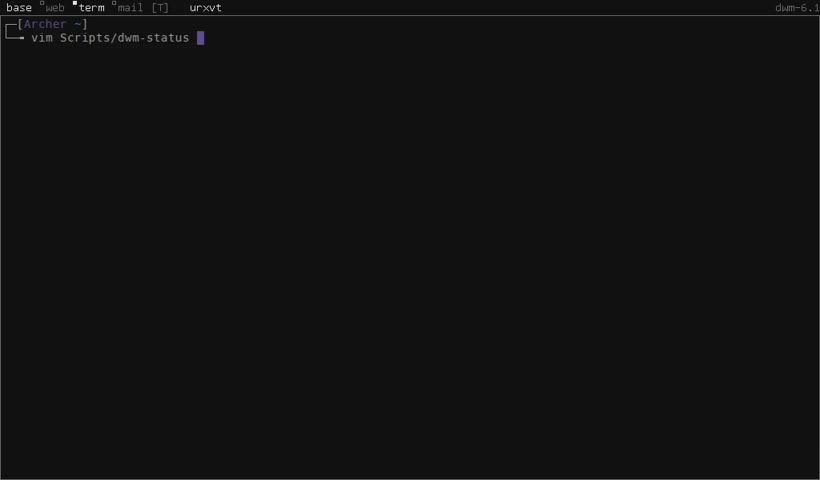 base web term mail [T] urxvt dwm-6.1
[Archer ~]
vim Scripts/dwm-status